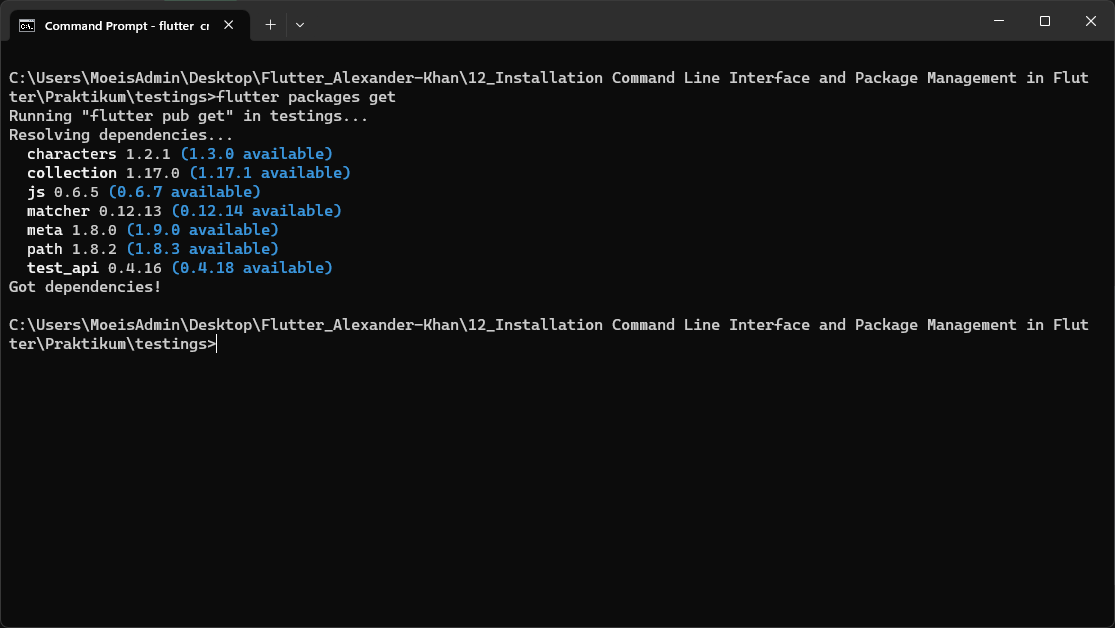 Command Prompt - flutter cr
C:\Users\MoeisAdmin\Desktop\Flutter_Alexander-Khan\12_Installation Command Line Interface and Package Management in Flut
ter\Praktikum\testings>flutter packages get
Running "flutter pub get" in testings...
Resolving dependencies...
  characters 1.2.1 (1.3.0 available)
  collection 1.17.0 (1.17.1 available)
  js 0.6.5 (0.6.7 available)
  matcher 0.12.13 (0.12.14 available)
  meta 1.8.0 (1.9.0 available)
  path 1.8.2 (1.8.3 available)
  test_api 0.4.16 (0.4.18 available)
Got dependencies!
C:\Users\MoeisAdmin\Desktop\Flutter_Alexander-Khan\12_Installation Command Line Interface and Package Management in Flut
ter\Praktikum\testings>